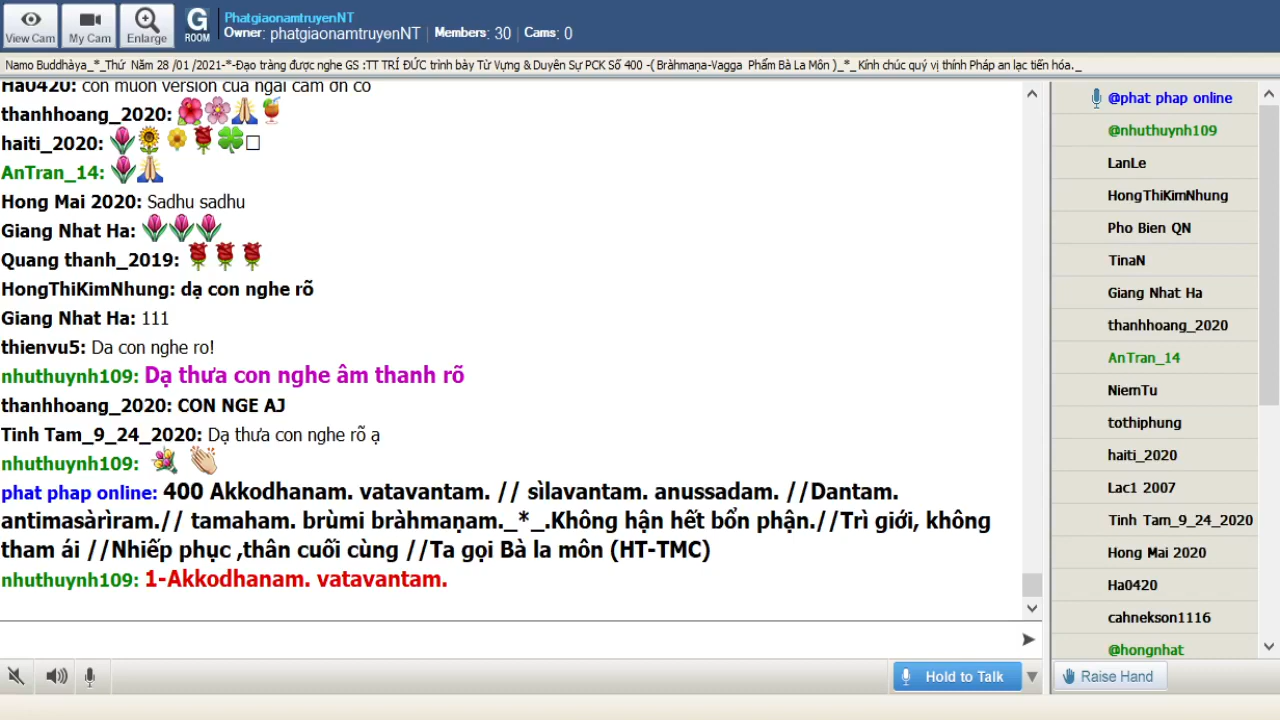 View Cam
My Cam
Enlarge
G
ROOM
PhatgiaonamtruyenNT
Owner: phatgiaonamtruyenNT | Members: 30 | Cams: 0
Namo Buddhàya_*_Thứ Năm 28 /01 /2021-*-Đạo tràng được nghe GS :TT TRÍ ĐỨC trình bày Từ Vựng & Duyên Sự PCK Số 400 -( Bràhmaṇa-Vagga Phẩm Bà La Môn )_*_ Kính chúc quý vị thính Pháp an lạc tiến hóa._
Ha0420: con muon version cua ngai cam ơn co
thanhhoang_2020:
haiti_2020:
AnTran_14:
Hong Mai 2020: Sadhu sadhu
Giang Nhat Ha:
Quang thanh_2019:
HongThiKimNhung: dạ con nghe rõ
Giang Nhat Ha: 111
thienvu5: Da con nghe ro!
nhuthuynh109: Dạ thưa con nghe âm thanh rõ
thanhhoang_2020: CON NGE AJ
Tinh Tam_9_24_2020: Dạ thưa con nghe rõ ạ
nhuthuynh109:
phat phap online: 400 Akkodhanam. vatavantam. // sìlavantam. anussadam. //Dantam.
antimasàrìram.// tamaham. brùmi bràhmaṇam._*_.Không hận hết bổn phận.//Trì giới, không
tham ái //Nhiếp phục ,thân cuối cùng //Ta gọi Bà la môn (HT-TMC)
nhuthuynh109: 1-Akkodhanam. vatavantam.
@phat phap online
@nhuthuynh109
LanLe
HongThiKimNhung
Pho Bien QN
TinaN
Giang Nhat Ha
thanhhoang_2020
AnTran_14
NiemTu
tothiphung
haiti_2020
Lac1 2007
Tinh Tam_9_24_2020
Hong Mai 2020
Ha0420
cahnekson1116
@hongnhat
Hold to Talk
Raise Hand